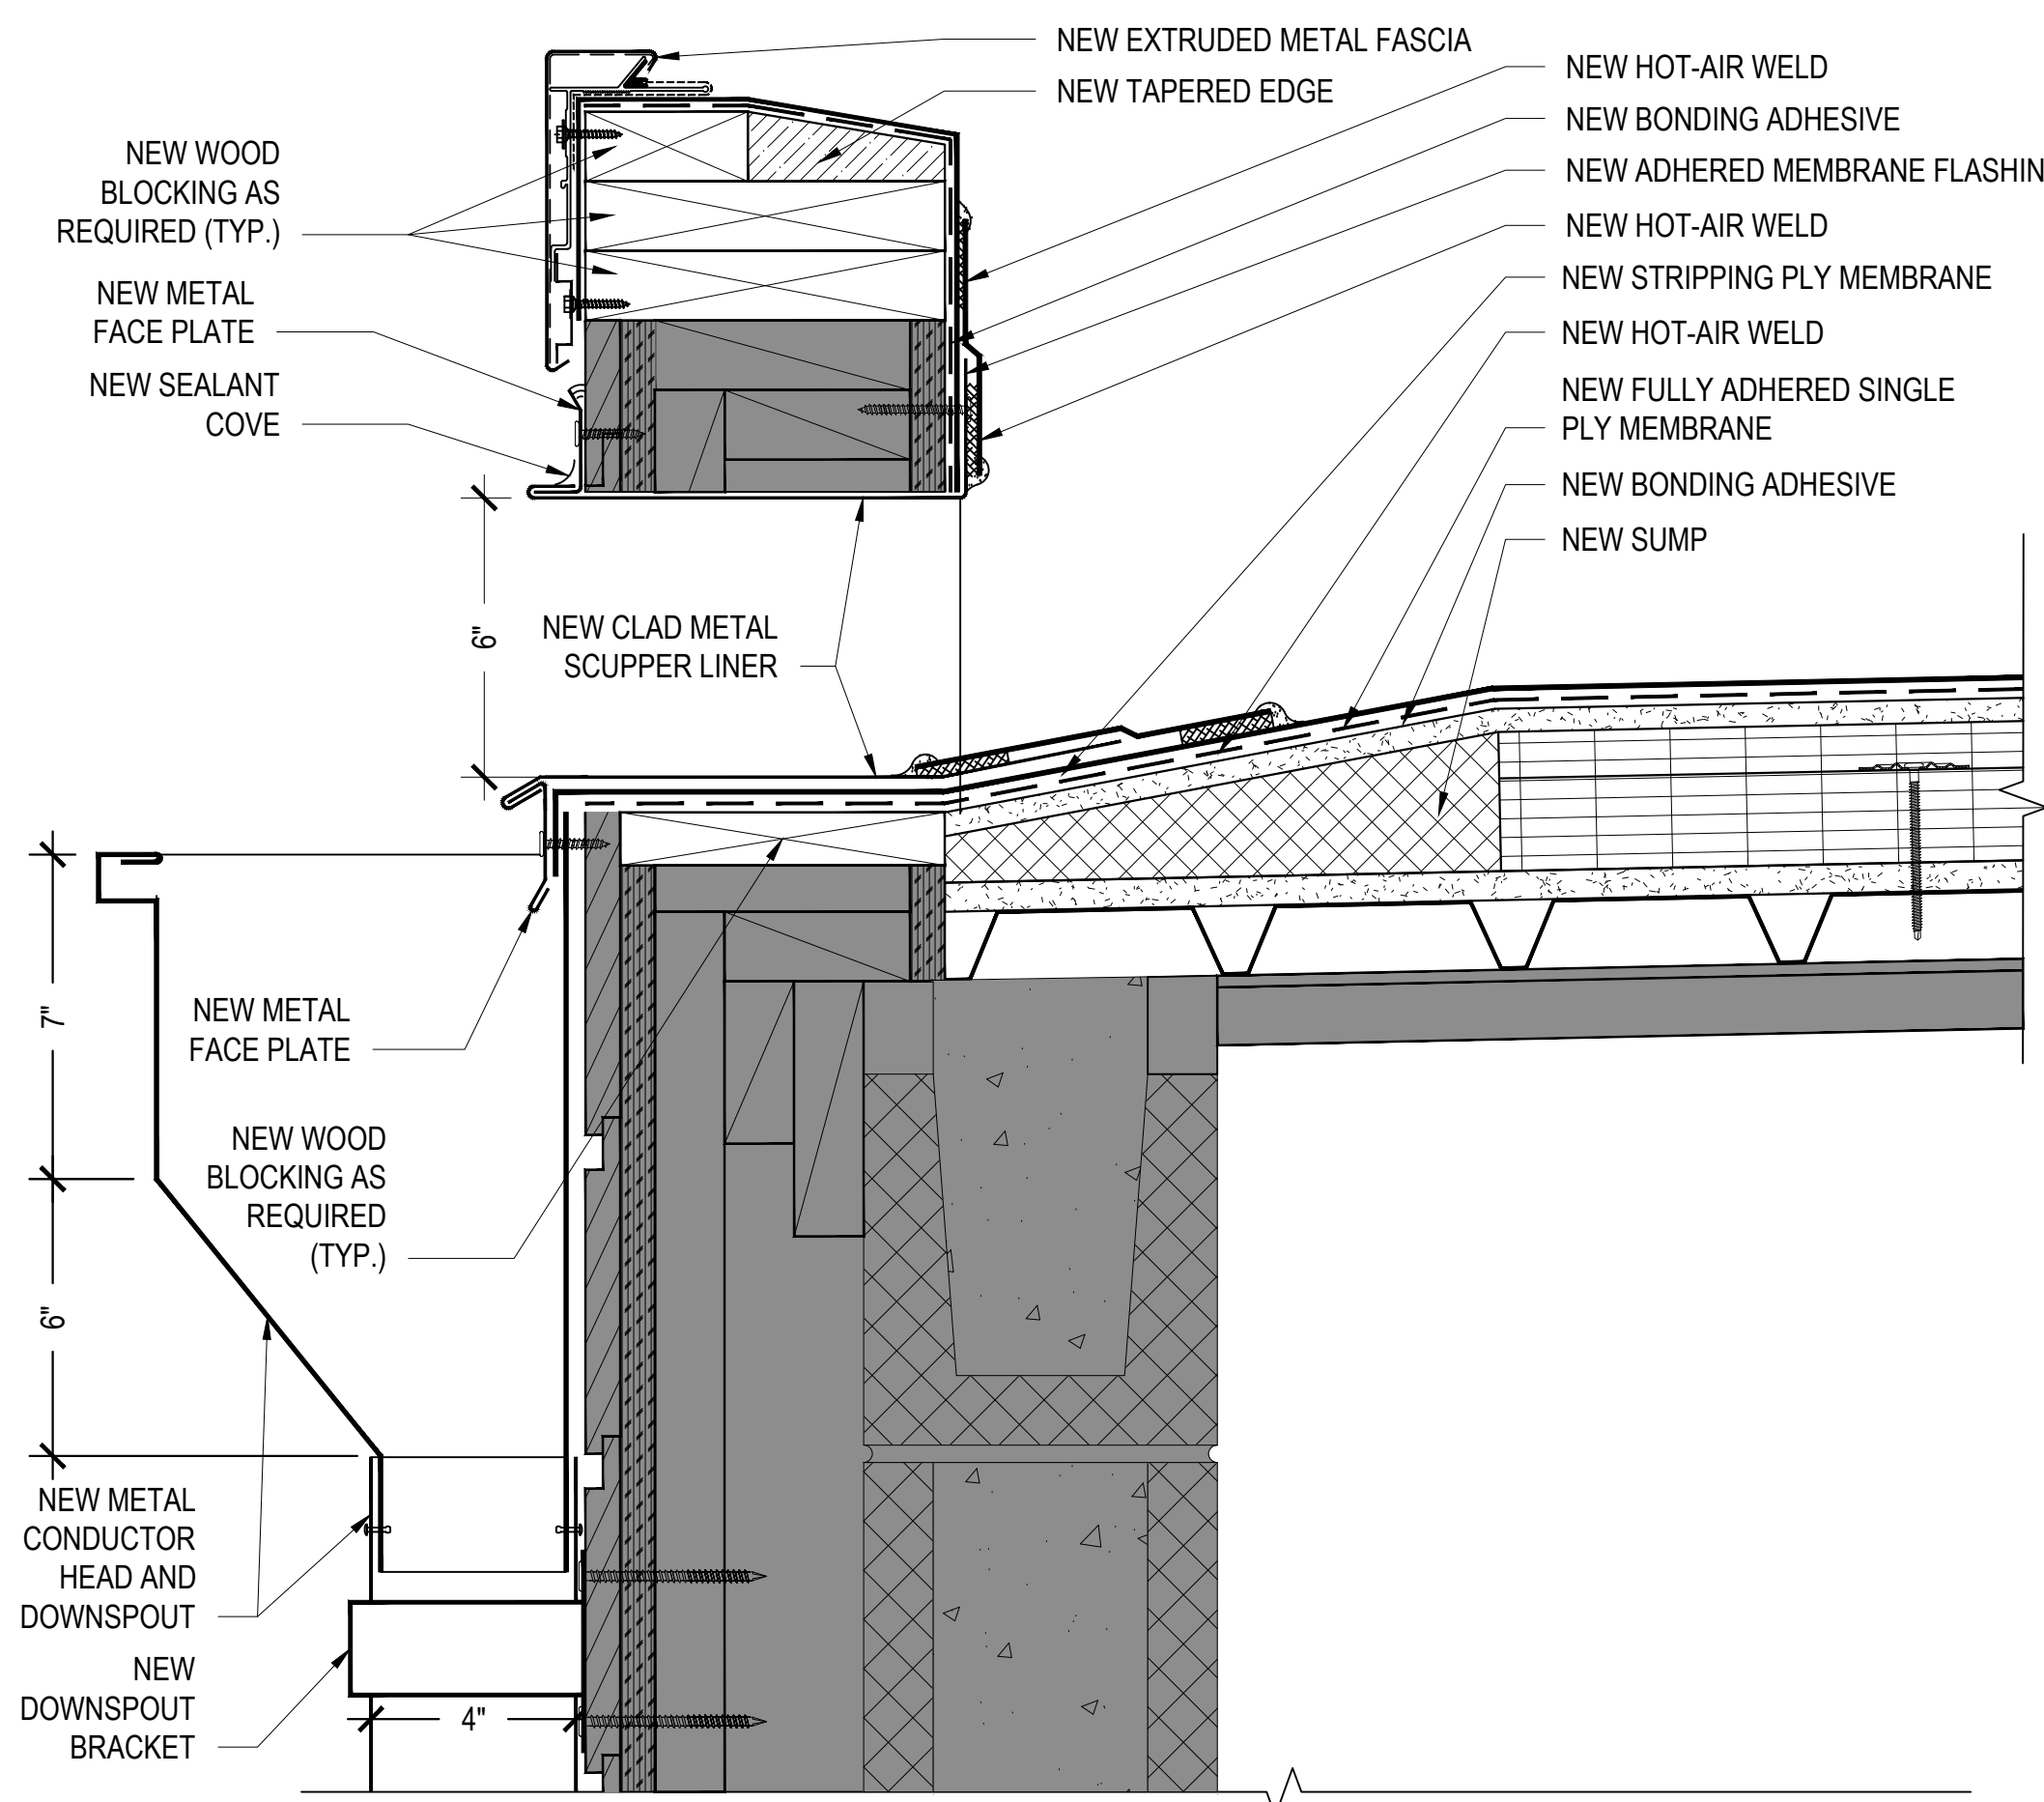 NEW EXTRUDED METAL FASCIA
NEW TAPERED EDGE
NEW HOT-AIR WELD
NEW BONDING ADHESIVE
NEW ADHERED MEMBRANE FLASHIN
NEW HOT-AIR WELD
NEW STRIPPING PLY MEMBRANE
NEW HOT-AIR WELD
NEW FULLY ADHERED SINGLE
PLY MEMBRANE
NEW BONDING ADHESIVE
NEW SUMP
NEW WOOD
BLOCKING AS
REQUIRED (TYP.)
NEW METAL
FACE PLATE
NEW SEALANT
COVE
6"
NEW CLAD METAL
SCUPPER LINER
7"
NEW METAL
FACE PLATE
NEW WOOD
BLOCKING AS
REQUIRED
(TYP.)
6"
NEW METAL
CONDUCTOR
HEAD AND
DOWNSPOUT
NEW
DOWNSPOUT
BRACKET
4"